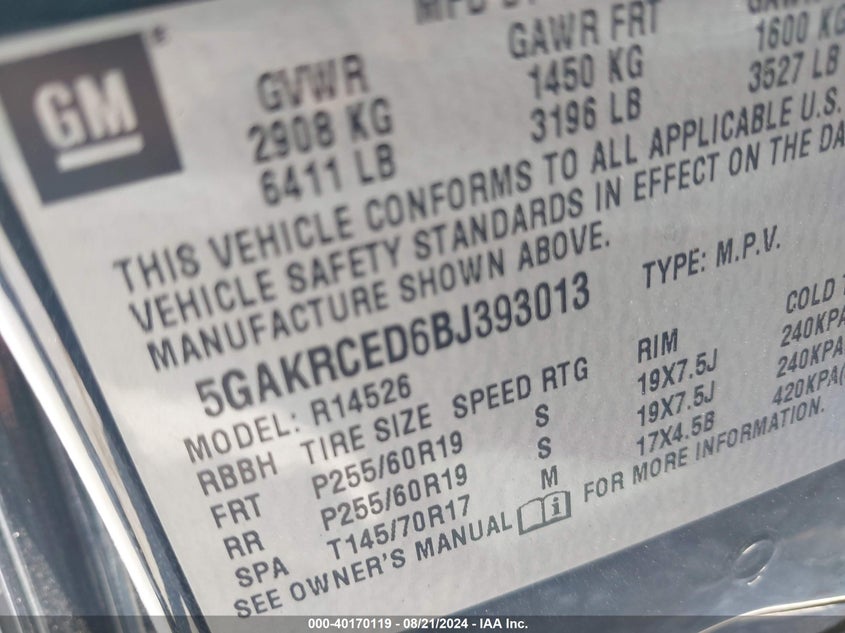 GM
GVWR GAWR FRT
2908 KG 1450 KG 1600 KG
6411 LB 3196 LB 3527 LB
THIS VEHICLE CONFORMS TO ALL APPLICABLE U.S.
VEHICLE SAFETY STANDARDS IN EFFECT ON THE DA
MANUFACTURE SHOWN ABOVE.
5GAKRCED6BJ393013 TYPE: M.P.V.
MODEL: R14526
RBBH TIRE SIZE SPEED RTG RIM COLD
FRT P255/60R19 S 19X7.5J 240KPA
RR P255/60R19 S 19X7.5J 240KPA
SPA T145/70R17 M 17X4.5B 420KPA(
SEE OWNER'S MANUAL FOR MORE INFORMATION.
000-40170119 - 08/21/2024 - IAA Inc.